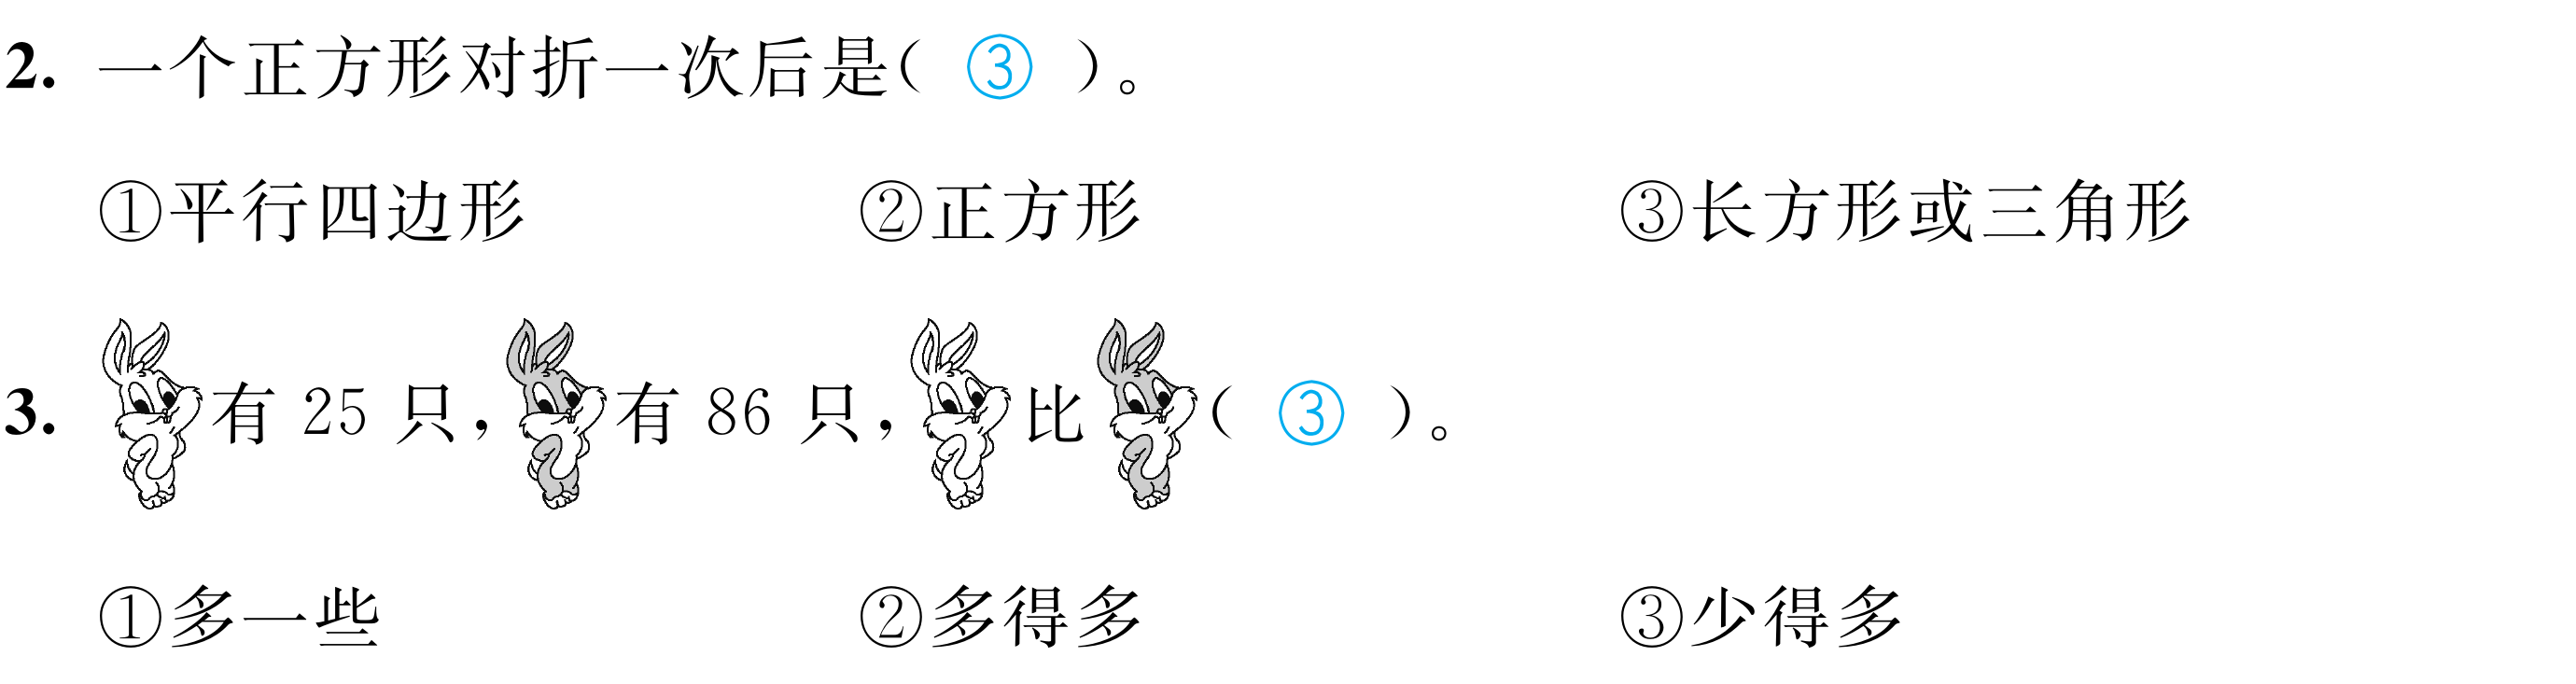 2. 一个正方形对折一次后是( ③ )。
①平行四边形 ②正方形 ③长方形或三角形
3. 有 25 只,有 86 只,比( ③ )。
①多一些 ②多得多 ③少得多